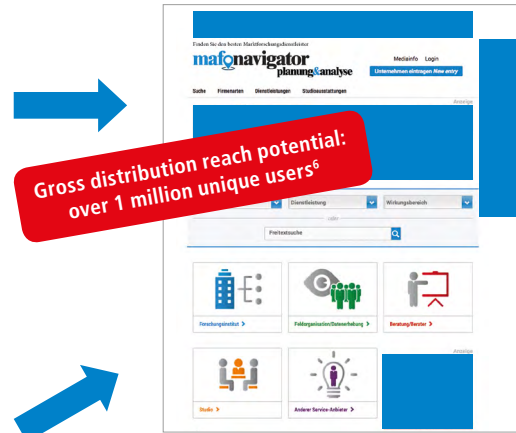 Finden Sie den besten Marktforschungsdienstleister
mafonavigator
planung&analyse
Mediainfo Login
Unternehmen eintragen New entry
Suche Firmenarten Dienstleistungen Studioausstattungen
Anzeige
Gross distribution reach potential:
over 1 million unique users⁶
Dienstleistung
Wirkungsbereich
oder
Freitextsuche
Forschungsinstitut >
Feldorganisation/Datenerhebung >
Beratung/Berater >
Anzeige
Studio >
Anderer Service-Anbieter >